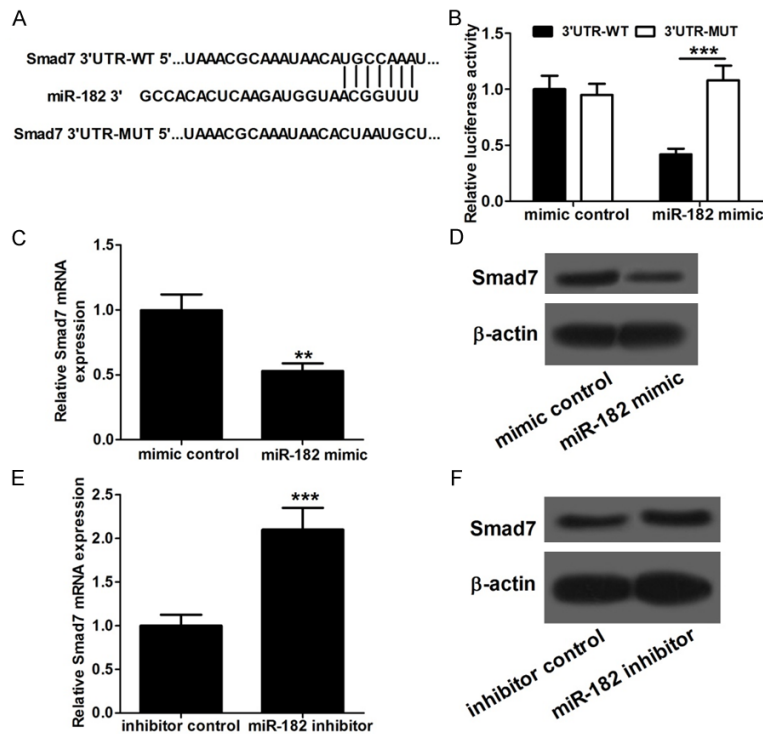 A
Smad7 3'UTR-WT 5'...UAAACGCAAAUAACAUGCCAAAU...
miR-182 3' GCCACACUCAAGAUGGUAACGGUUU
Smad7 3'UTR-MUT 5'...UAAACGCAAAUAACACUAAUGCU...
B
3'UTR-WT 3'UTR-MUT
Relative luciferase activity
1.5
1.0
0.5
0.0
***
mimic control miR-182 mimic
C
Relative Smad7 mRNA
expression
1.5
1.0
0.5
0.0
**
mimic control miR-182 mimic
D
Smad7
β-actin
mimic control
miR-182 mimic
E
Relative Smad7 mRNA expression
2.5
2.0
1.5
1.0
0.5
0.0
***
inhibitor control miR-182 inhibitor
F
Smad7
β-actin
inhibitor control
miR-182 inhibitor